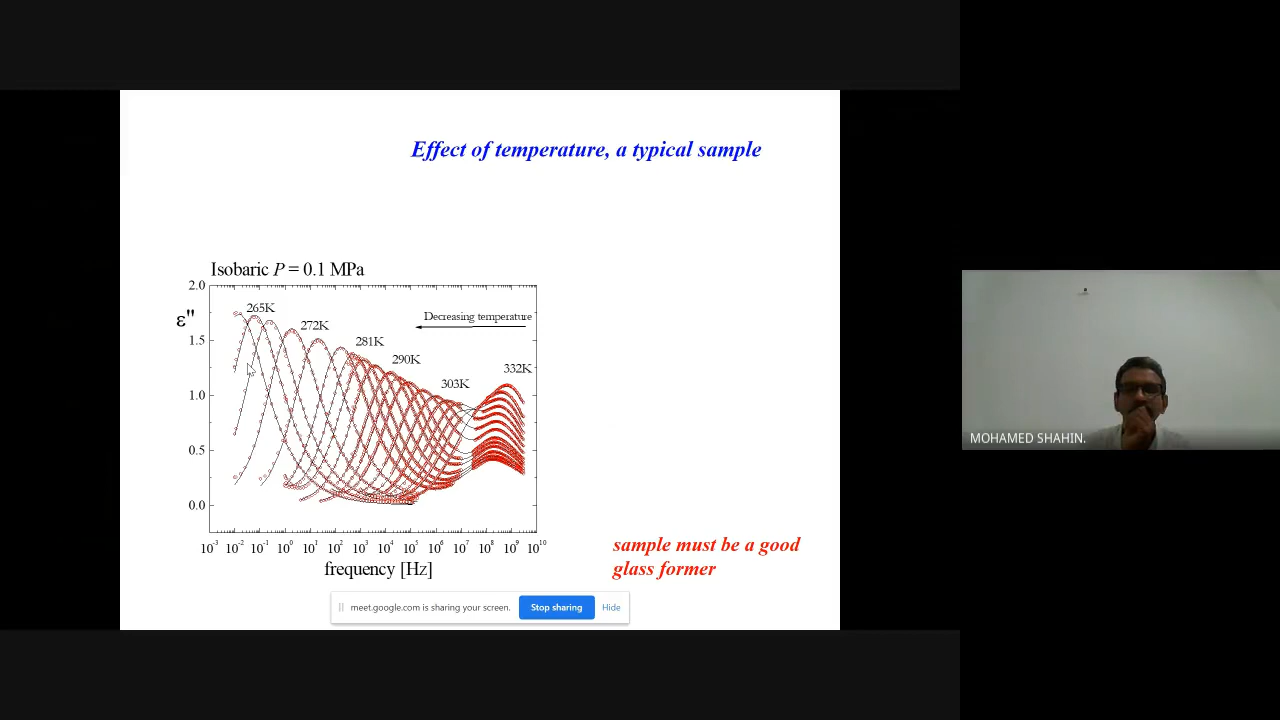 Effect of temperature, a typical sample
Isobaric P = 0.1 MPa
2.0
265K
Decreasing temperature
ε"
272K
1.5
281K
290K
332K
303K
1.0
0.5
0.0
10⁻³ 10⁻² 10⁻¹ 10⁰ 10¹ 10² 10³ 10⁴ 10⁵ 10⁶ 10⁷ 10⁸ 10⁹ 10¹⁰
frequency [Hz]
sample must be a good
glass former
meet.google.com is sharing your screen.
Stop sharing
Hide
MOHAMED SHAHIN.